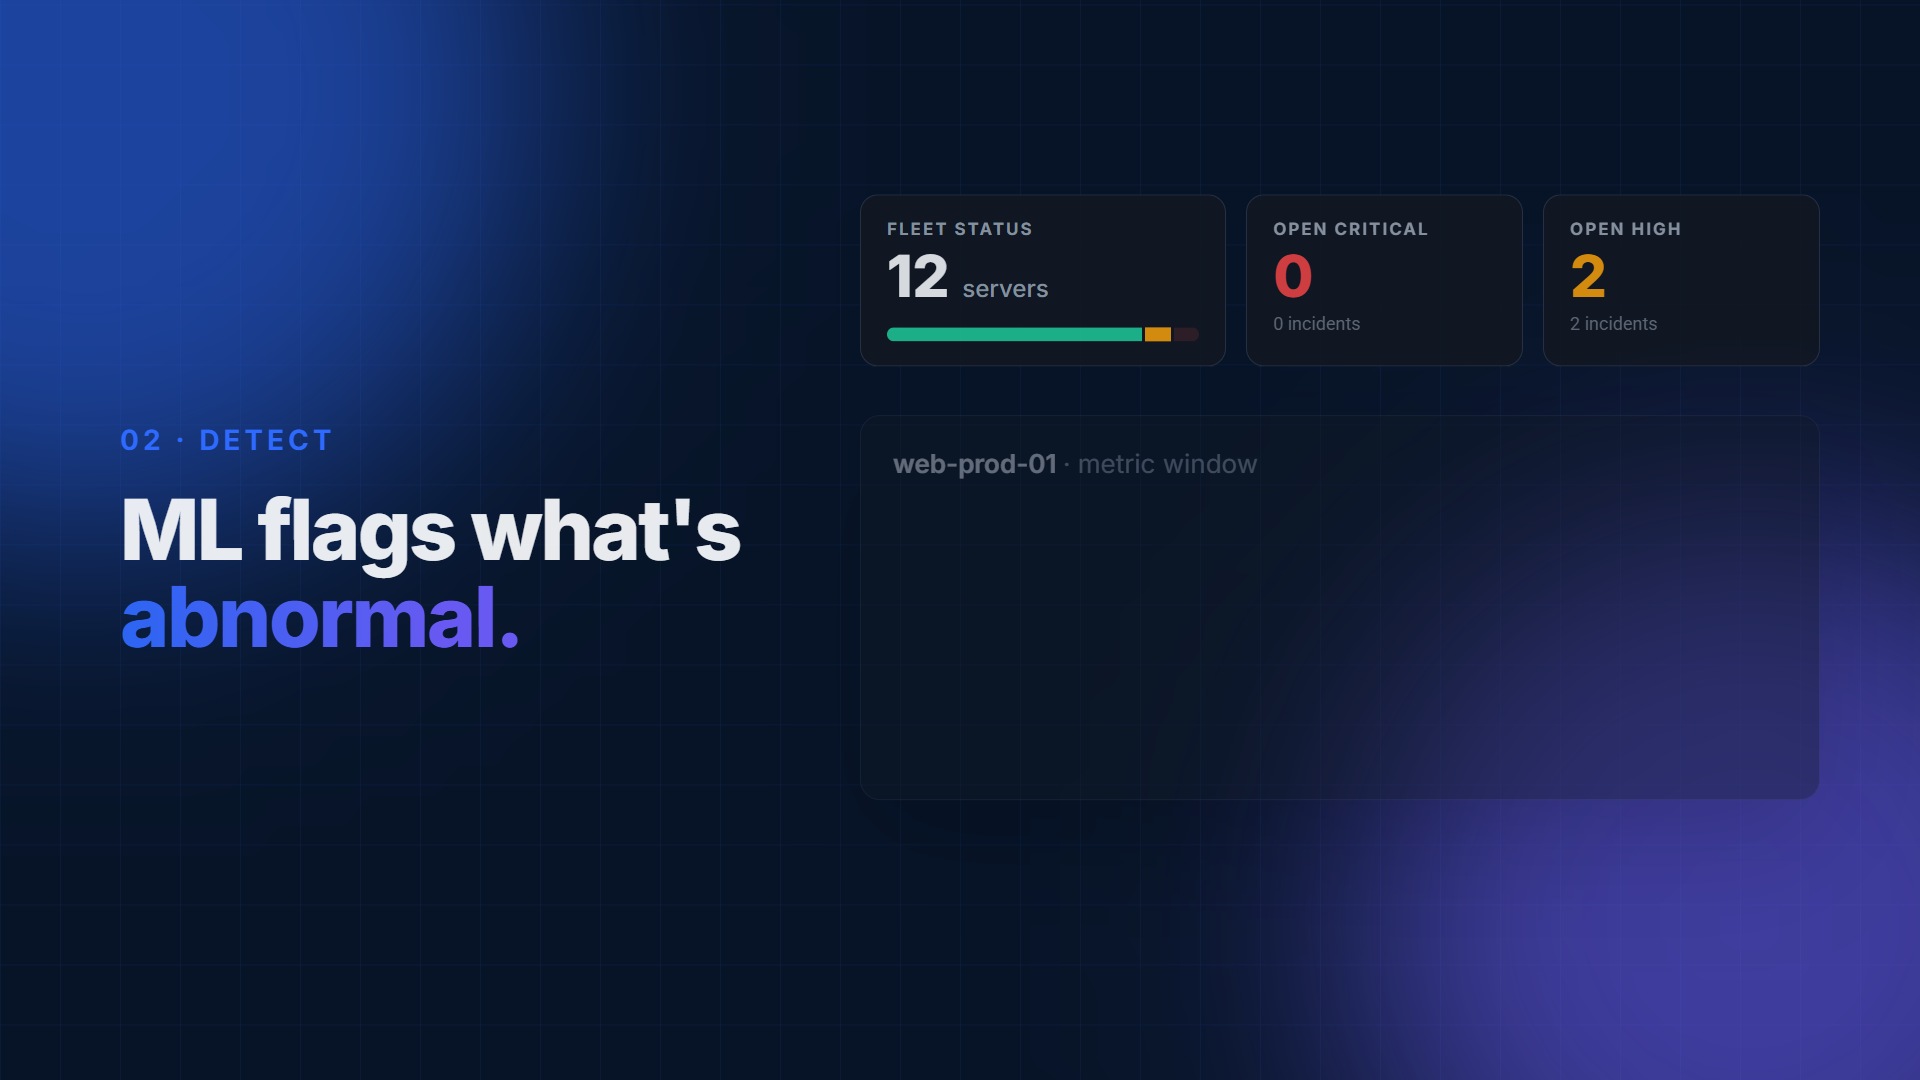 02 · DETECT
ML flags what's
abnormal.
FLEET STATUS
12 servers
OPEN CRITICAL
0
0 incidents
OPEN HIGH
2
2 incidents
web-prod-01 · metric window